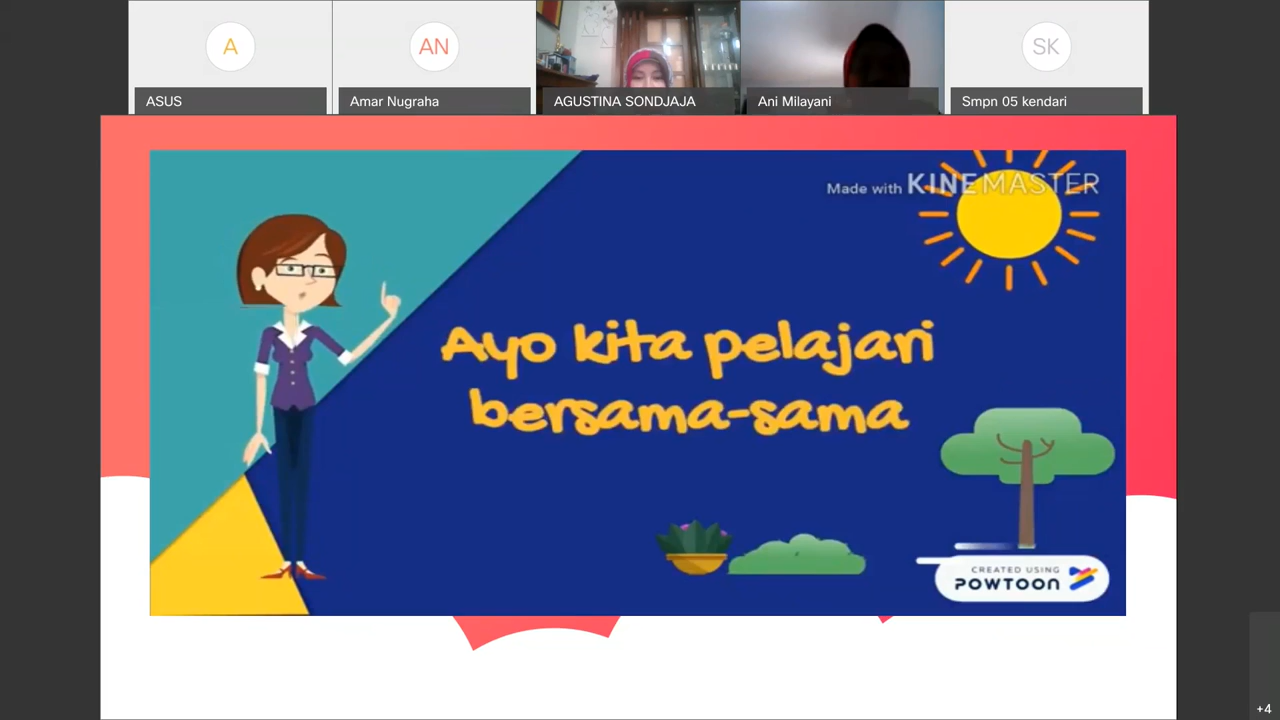 A
AN
SK
ASUS
Amar Nugraha
AGUSTINA SONDJAJA
Ani Milayani
Smpn 05 kendari
Made with KINEMASTER
Ayo kita pelajari
bersama-sama
CREATED USING
POWTOON
+4